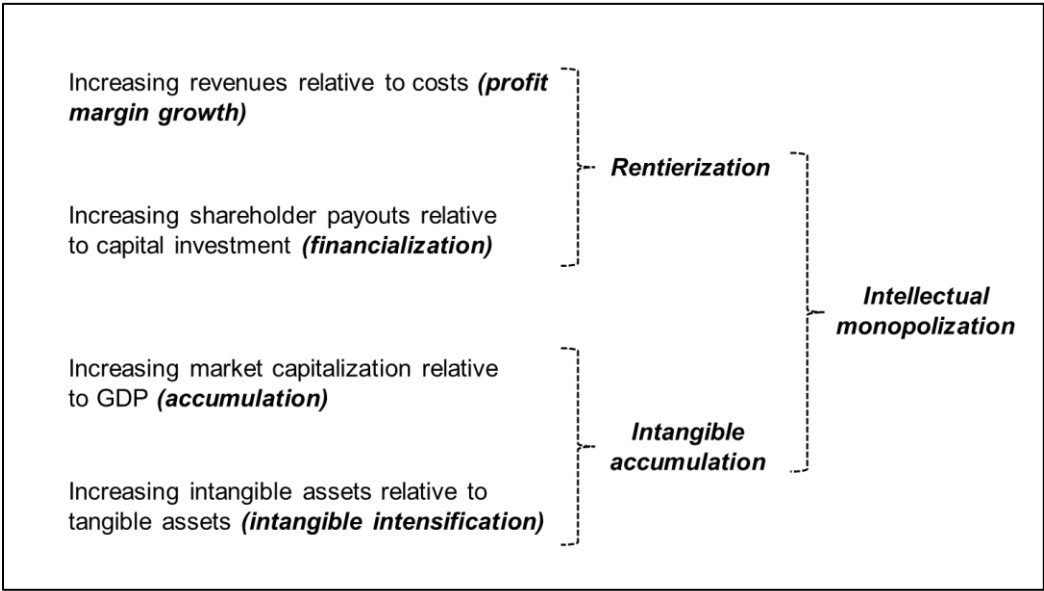 Increasing revenues relative to costs (profit
margin growth)
Rentierization
Increasing shareholder payouts relative
to capital investment (financialization)
Intellectual
monopolization
Increasing market capitalization relative
to GDP (accumulation)
Intangible
accumulation
Increasing intangible assets relative to
tangible assets (intangible intensification)